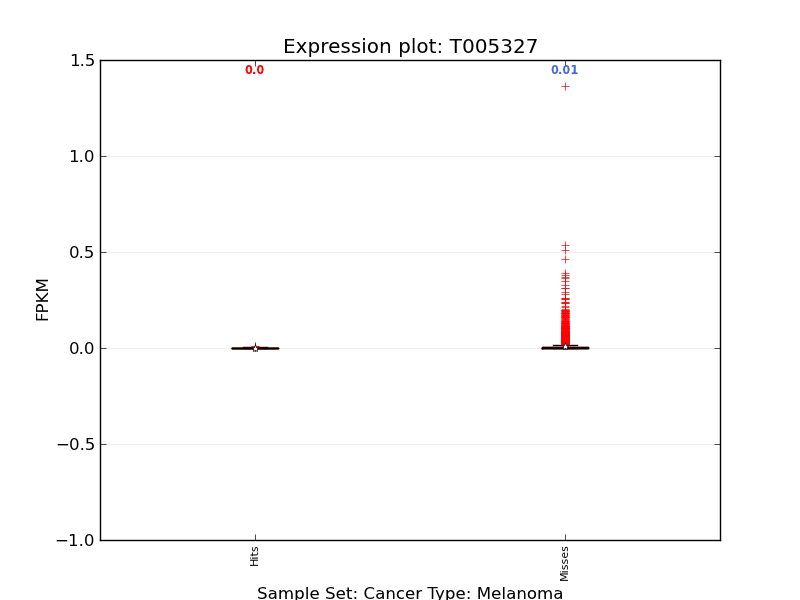 Expression plot: T005327
1.5
0.0
0.01
1.0
0.5
FPKM
0.0
−0.5
−1.0
Hits
Misses
Sample Set: Cancer Type: Melanoma